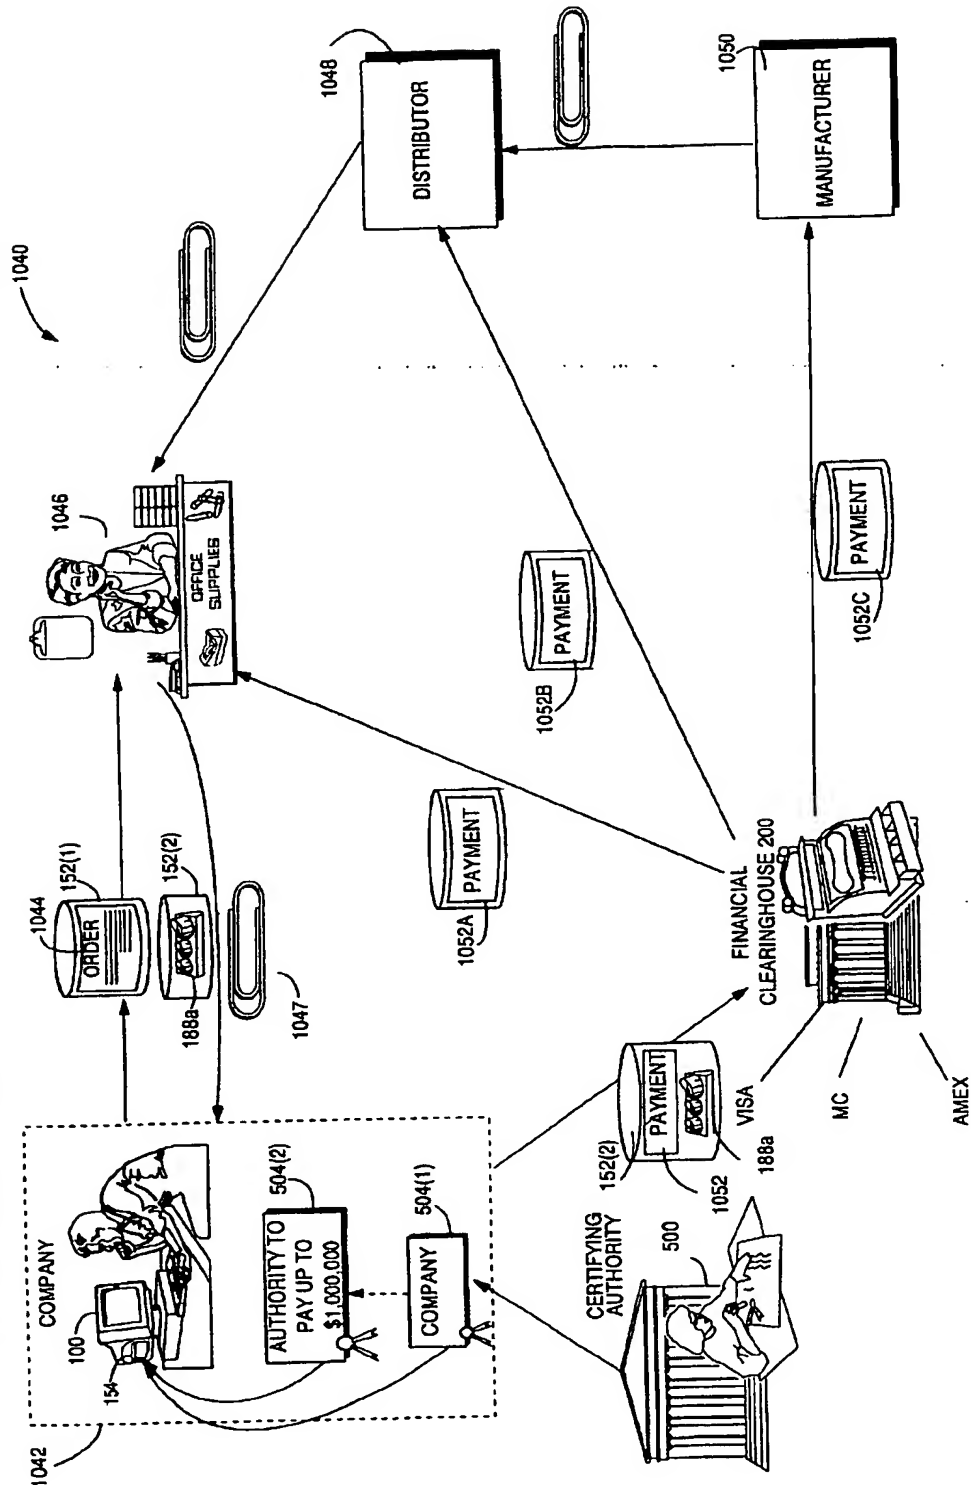 1040
1042
COMPANY
100
154
AUTHORITY TO
PAY UP TO
$1,000,000
504(2)
COMPANY
504(1)
1044
152(1)
ORDER
152(2)
188a
1047
1046
OFFICE
SUPPLIES
1048
DISTRIBUTOR
1050
MANUFACTURER
PAYMENT
1052A
PAYMENT
1052B
PAYMENT
1052C
FINANCIAL
CLEARINGHOUSE 200
152(2)
PAYMENT
1052
188a
VISA
MC
AMEX
CERTIFYING
AUTHORITY
500